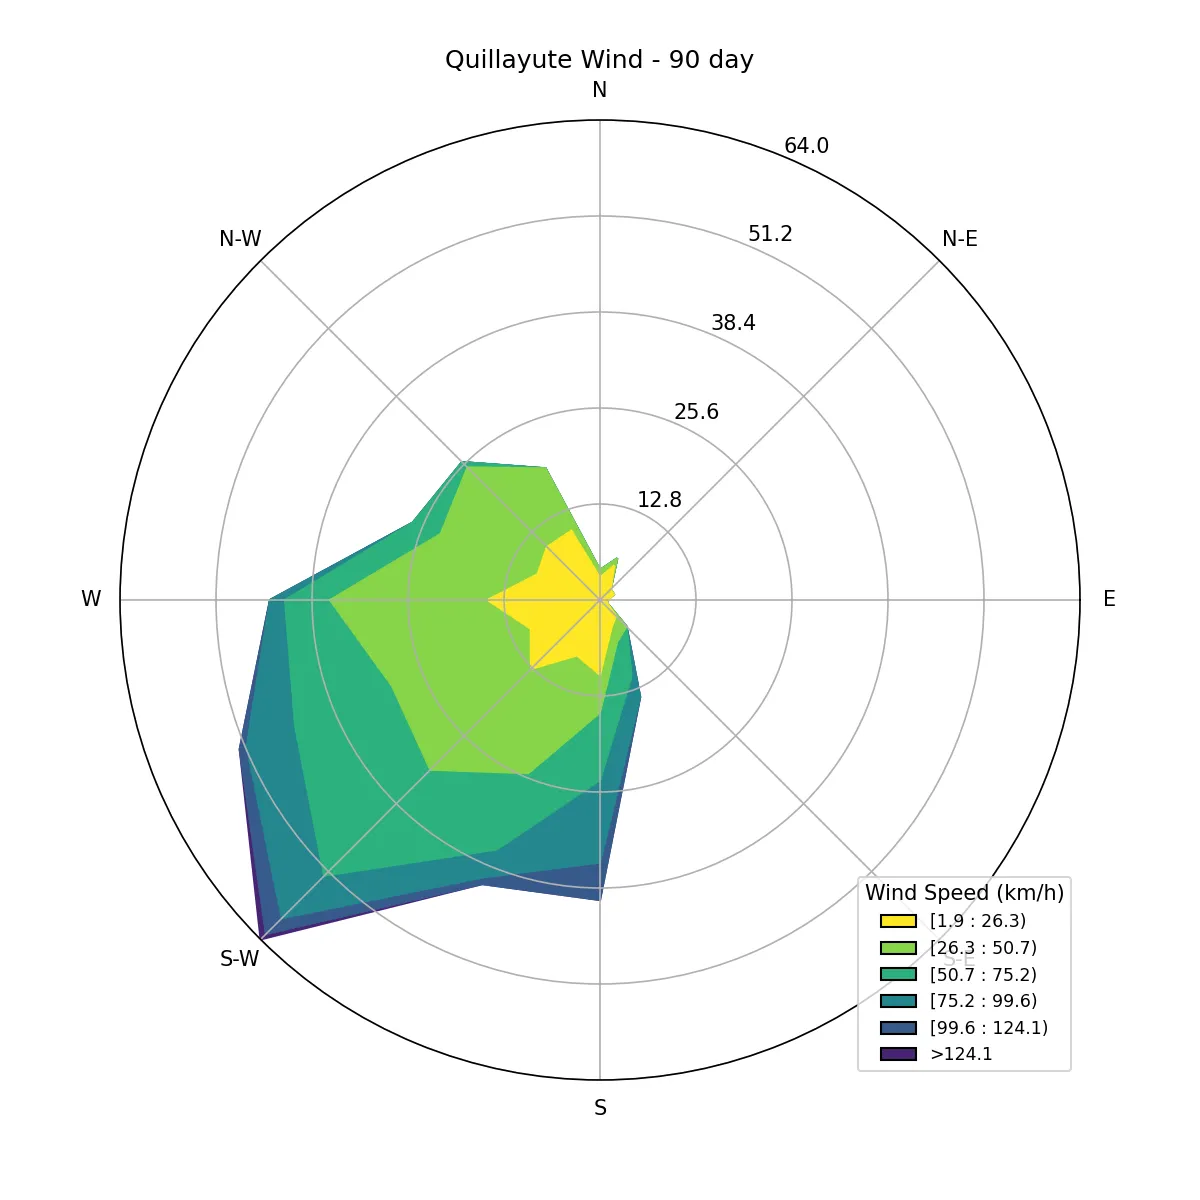 Quillayute Wind - 90 day
N
64.0
N-W
51.2
N-E
38.4
25.6
12.8
W
E
Wind Speed (km/h)
[1.9 : 26.3)
[26.3 : 50.7)
S-W
S-E
[50.7 : 75.2)
[75.2 : 99.6)
[99.6 : 124.1)
>124.1
S